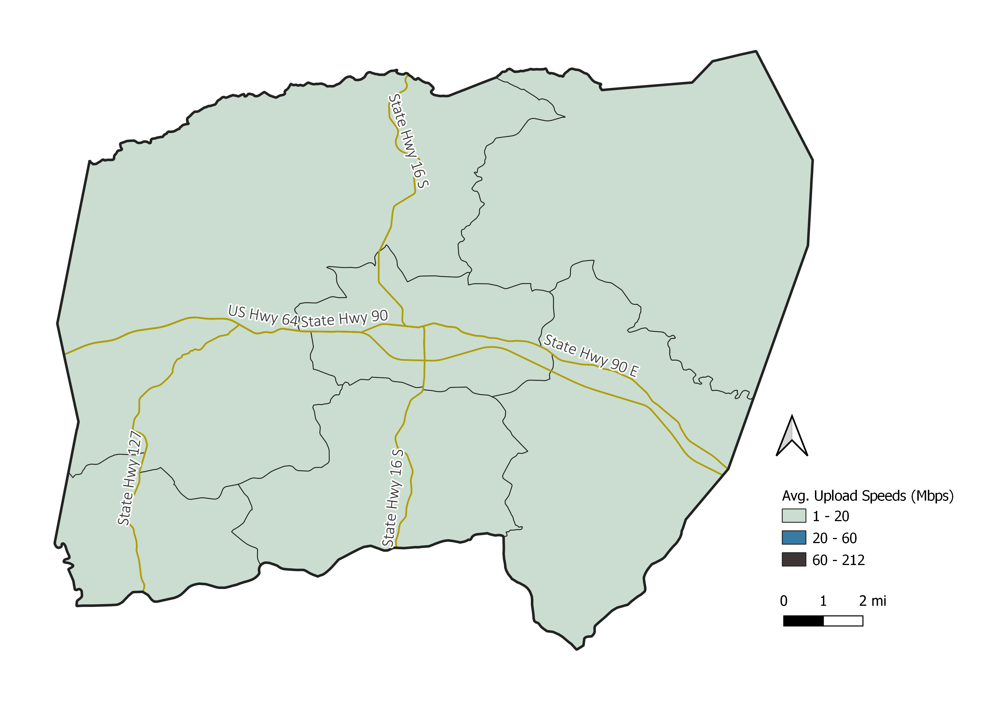 State Hwy 16 S
US Hwy 64
State Hwy 90
State Hwy 90 E
State Hwy 127
State Hwy 16 S
Avg. Upload Speeds (Mbps)
1 - 20
20 - 60
60 - 212
0 1 2 mi